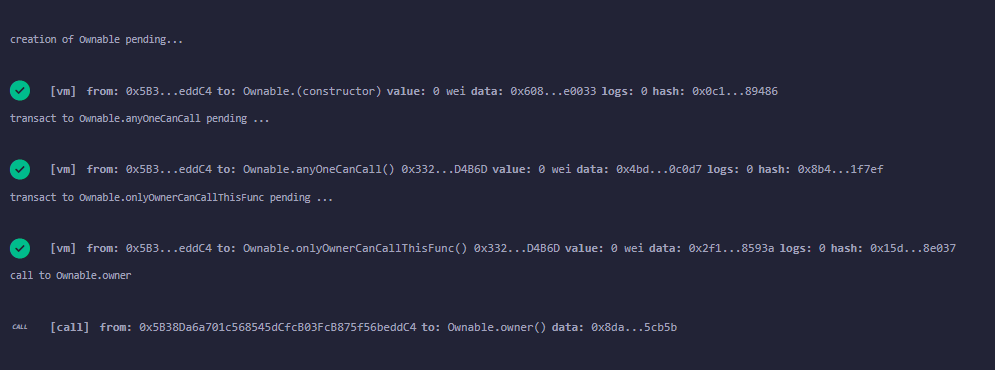 creation of Ownable pending...
[vm] from: 0x5B3...eddC4 to: Ownable.(constructor) value: 0 wei data: 0x608...e0033 logs: 0 hash: 0x0c1...89486
transact to Ownable.anyOneCanCall pending ...
[vm] from: 0x5B3...eddC4 to: Ownable.anyOneCanCall() 0x332...D4B6D value: 0 wei data: 0x4bd...0c0d7 logs: 0 hash: 0x8b4...1f7ef
transact to Ownable.onlyOwnerCanCallThisFunc pending ...
[vm] from: 0x5B3...eddC4 to: Ownable.onlyOwnerCanCallThisFunc() 0x332...D4B6D value: 0 wei data: 0x2f1...8593a logs: 0 hash: 0x15d...8e037
call to Ownable.owner
CALL [call] from: 0x5B38Da6a701c568545dCfcB03FcB875f56beddC4 to: Ownable.owner() data: 0x8da...5cb5b